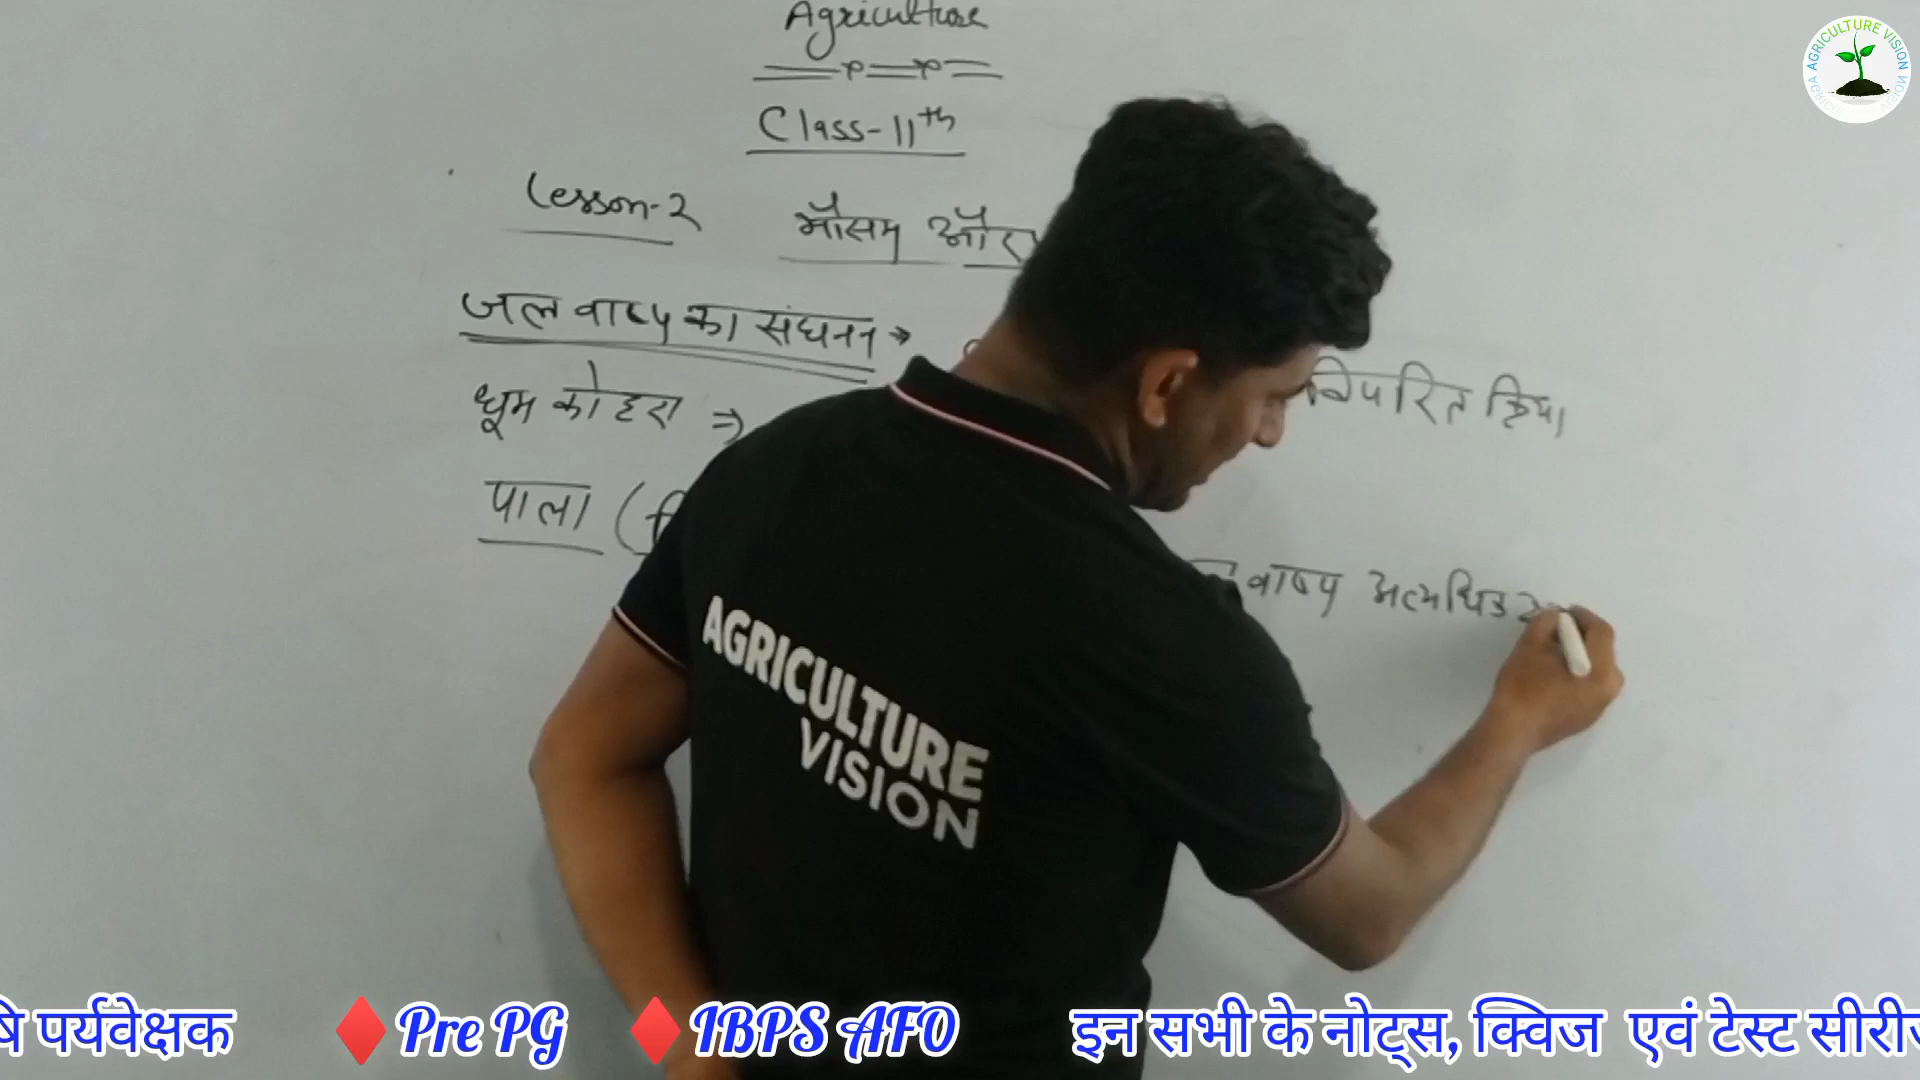 Agriculture
Class-11th
Lesson-2 मौसम और
जल वाष्प का संघनन →
धूम कोहरा ⇒ विपरित क्रिया
पाला (
वाष्प अत्यधिक
AGRICULTURE
VISION
AGRICULTURE VISION
षि पर्यवेक्षक ♦ Pre PG ♦ IBPS AFO इन सभी के नोट्स, क्विज एवं टेस्ट सीरीज